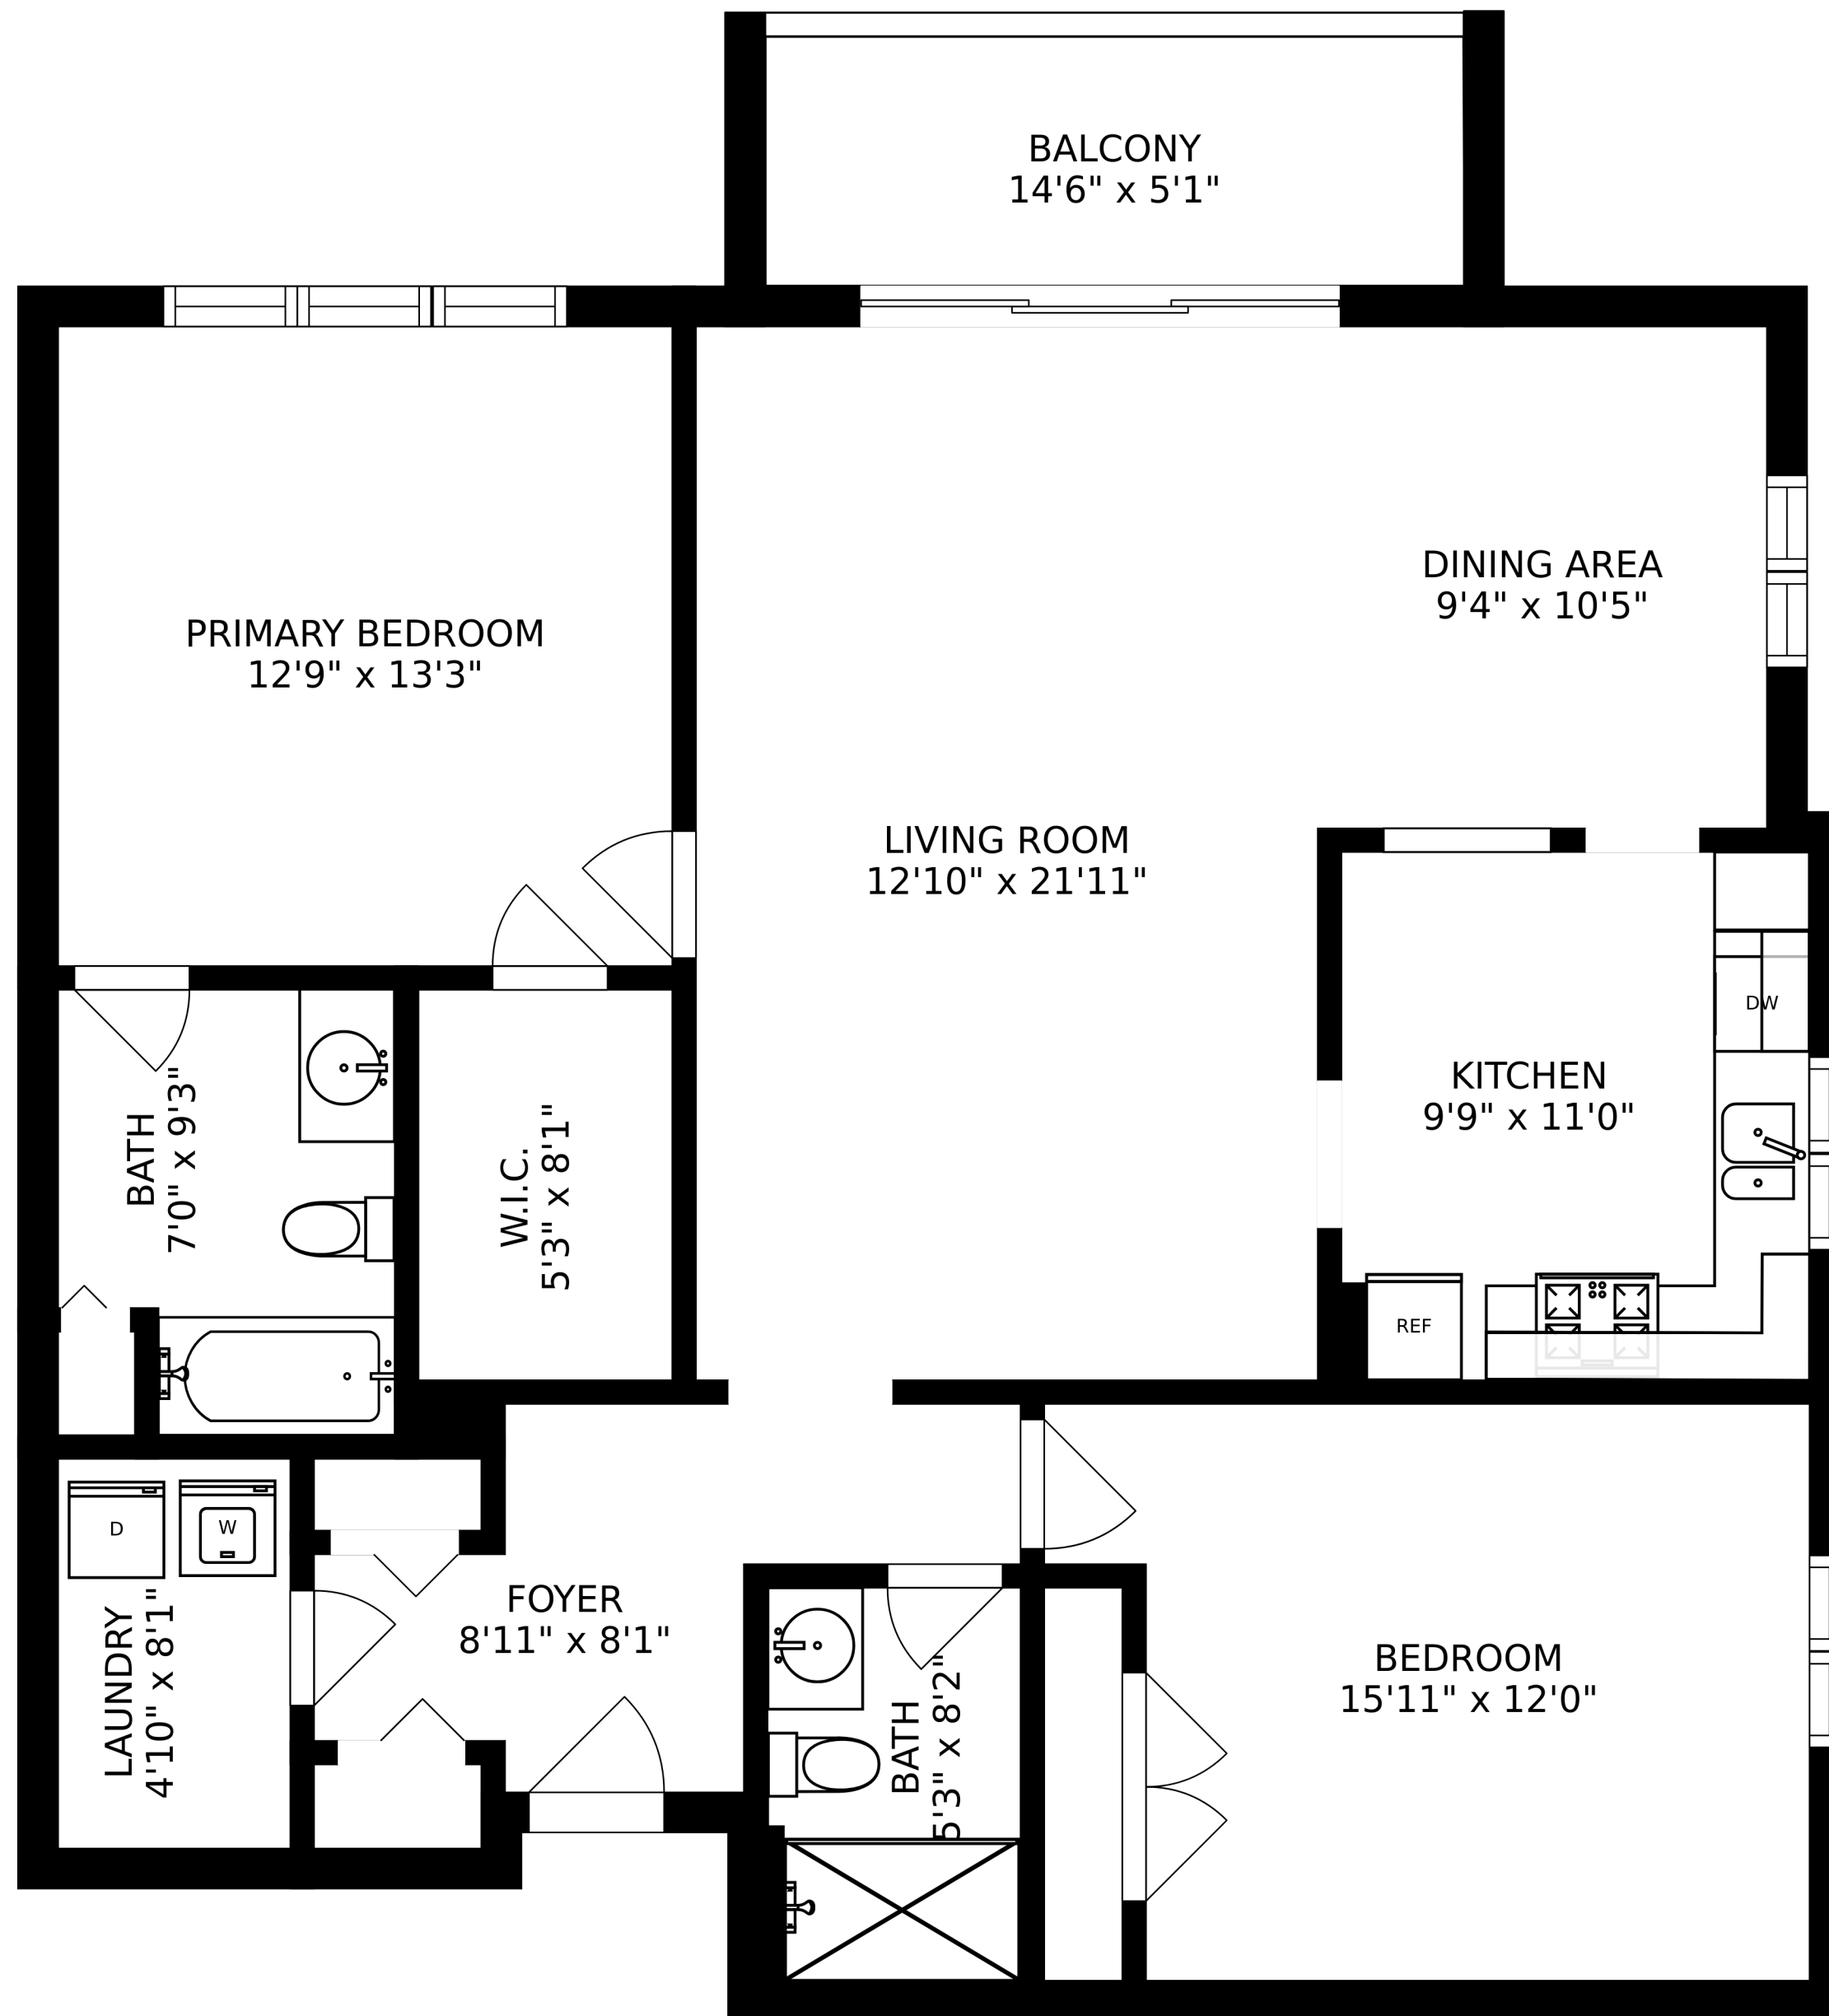 BALCONY
14'6" x 5'1"
DINING AREA
9'4" x 10'5"
PRIMARY BEDROOM
12'9" x 13'3"
LIVING ROOM
12'10" x 21'11"
DW
KITCHEN
9'9" x 11'0"
BATH
7'0" x 9'3"
W.I.C.
5'3" x 8'1"
REF
D
W
FOYER
8'11" x 8'1"
LAUNDRY
4'10" x 8'1"
BATH
5'3" x 8'2"
BEDROOM
15'11" x 12'0"